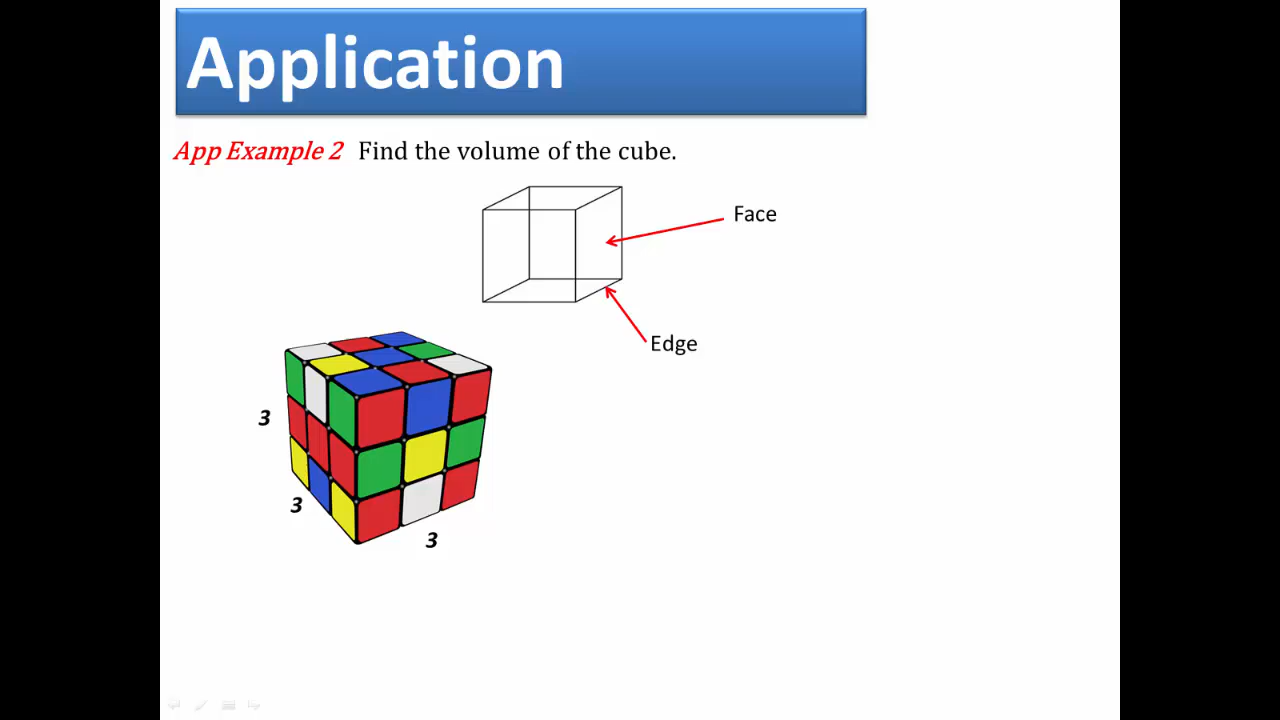 Application
App Example 2 Find the volume of the cube.
Face
Edge
3
3
3